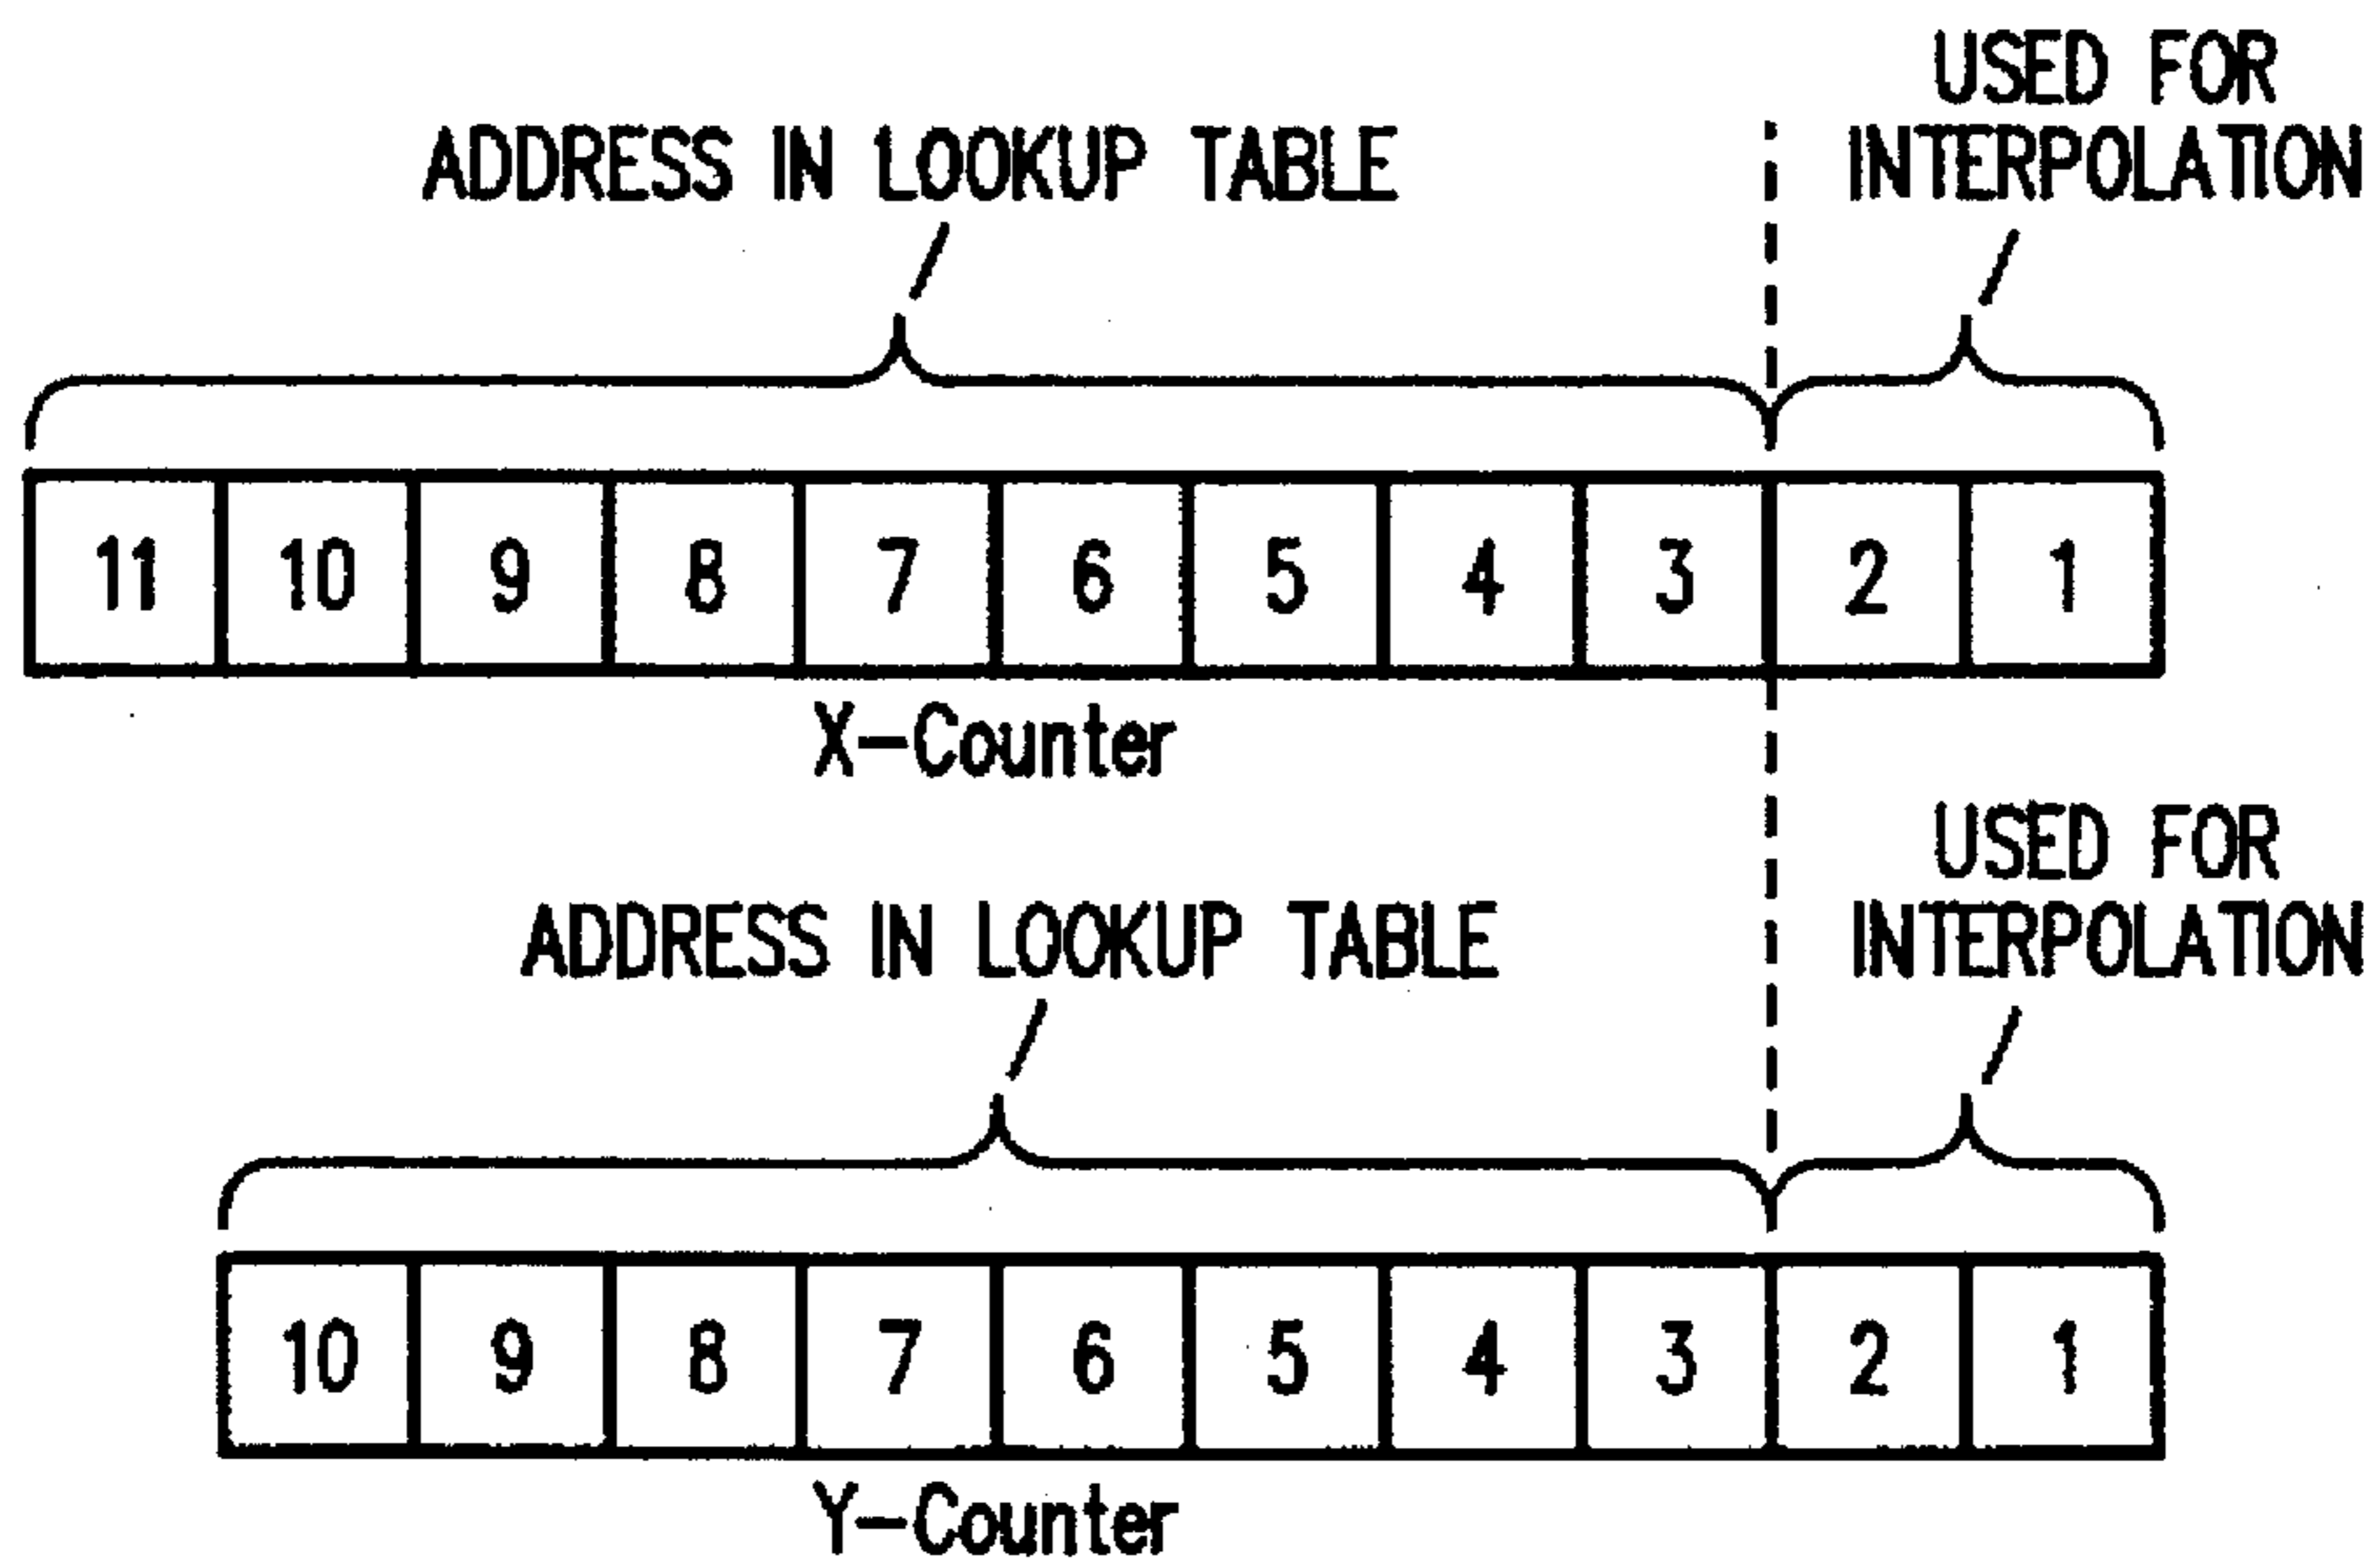 USED FOR
ADDRESS IN LOOKUP TABLE INTERPOLATION
11 10 9 8 7 6 5 4 3 2 1
X-Counter
USED FOR
ADDRESS IN LOOKUP TABLE INTERPOLATION
10 9 8 7 6 5 4 3 2 1
Y-Counter